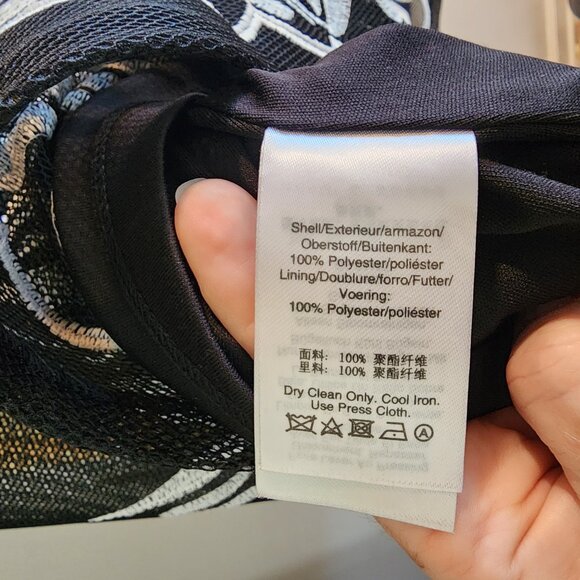 Shell/Exterieur/armazon/
Oberstoff/Buitenkant:
100% Polyester/poliéster
Lining/Doublure/forro/Futter/
Voering:
100% Polyester/poliéster
面料: 100% 聚酯纤维
里料: 100% 聚酯纤维
Dry Clean Only. Cool Iron.
Use Press Cloth.
A